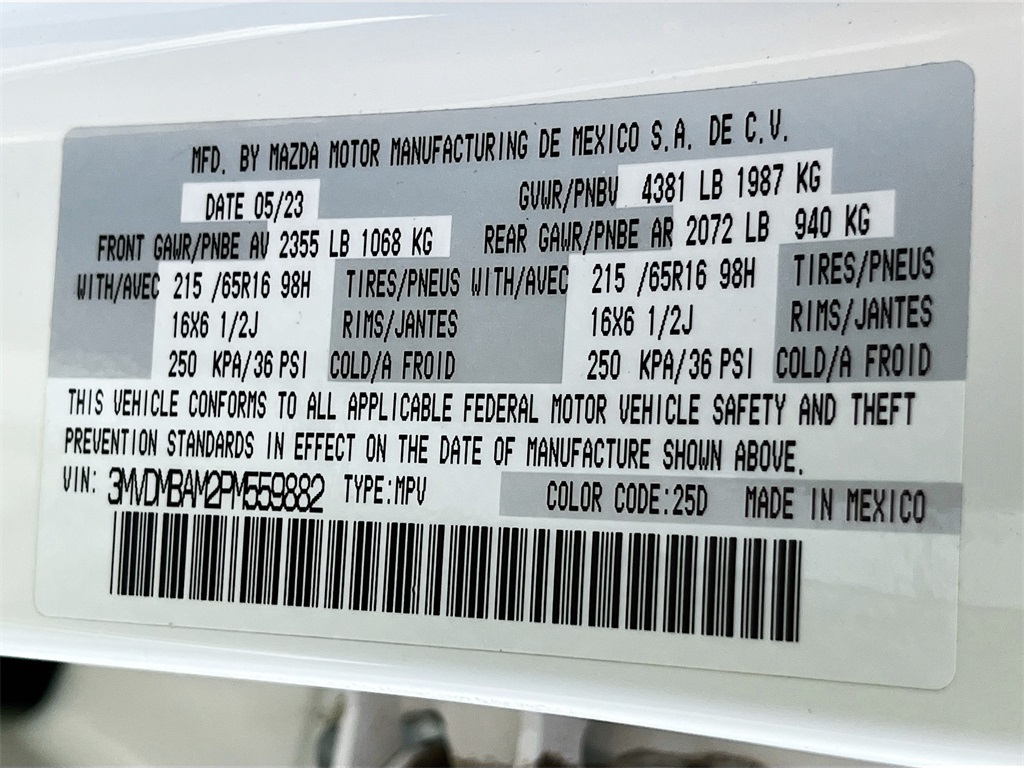 MFD. BY MAZDA MOTOR MANUFACTURING DE MEXICO S.A. DE C.V.
DATE 05/23 GVWR/PNBV 4381 LB 1987 KG
FRONT GAWR/PNBE AV 2355 LB 1068 KG REAR GAWR/PNBE AR 2072 LB 940 KG
WITH/AVEC 215 /65R16 98H TIRES/PNEUS WITH/AVEC 215 /65R16 98H TIRES/PNEUS
16X6 1/2J RIMS/JANTES 16X6 1/2J RIMS/JANTES
250 KPA/36 PSI COLD/A FROID 250 KPA/36 PSI COLD/A FROID
THIS VEHICLE CONFORMS TO ALL APPLICABLE FEDERAL MOTOR VEHICLE SAFETY AND THEFT
PREVENTION STANDARDS IN EFFECT ON THE DATE OF MANUFACTURE SHOWN ABOVE.
VIN: 3MVDMBAM2PM559882 TYPE:MPV COLOR CODE:25D MADE IN MEXICO